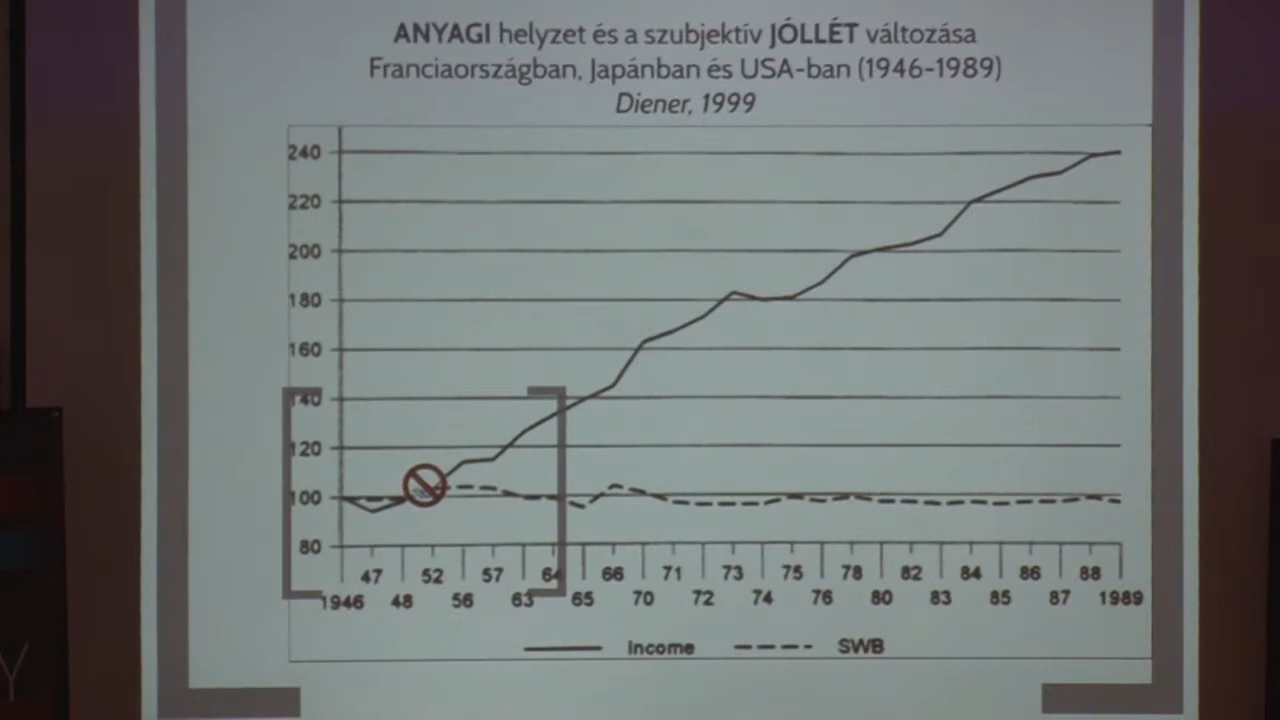 ANYAGI helyzet és a szubjektív JÓLLÉT változása
Franciaországban, Japánban és USA-ban (1946-1989)
Diener, 1999
240
220
200
180
160
140
120
100
80
47 52 57 64 66 71 73 75 78 82 84 86 88
1946 48 56 63 65 70 72 74 76 80 83 85 87 1989
Income SWB
Y